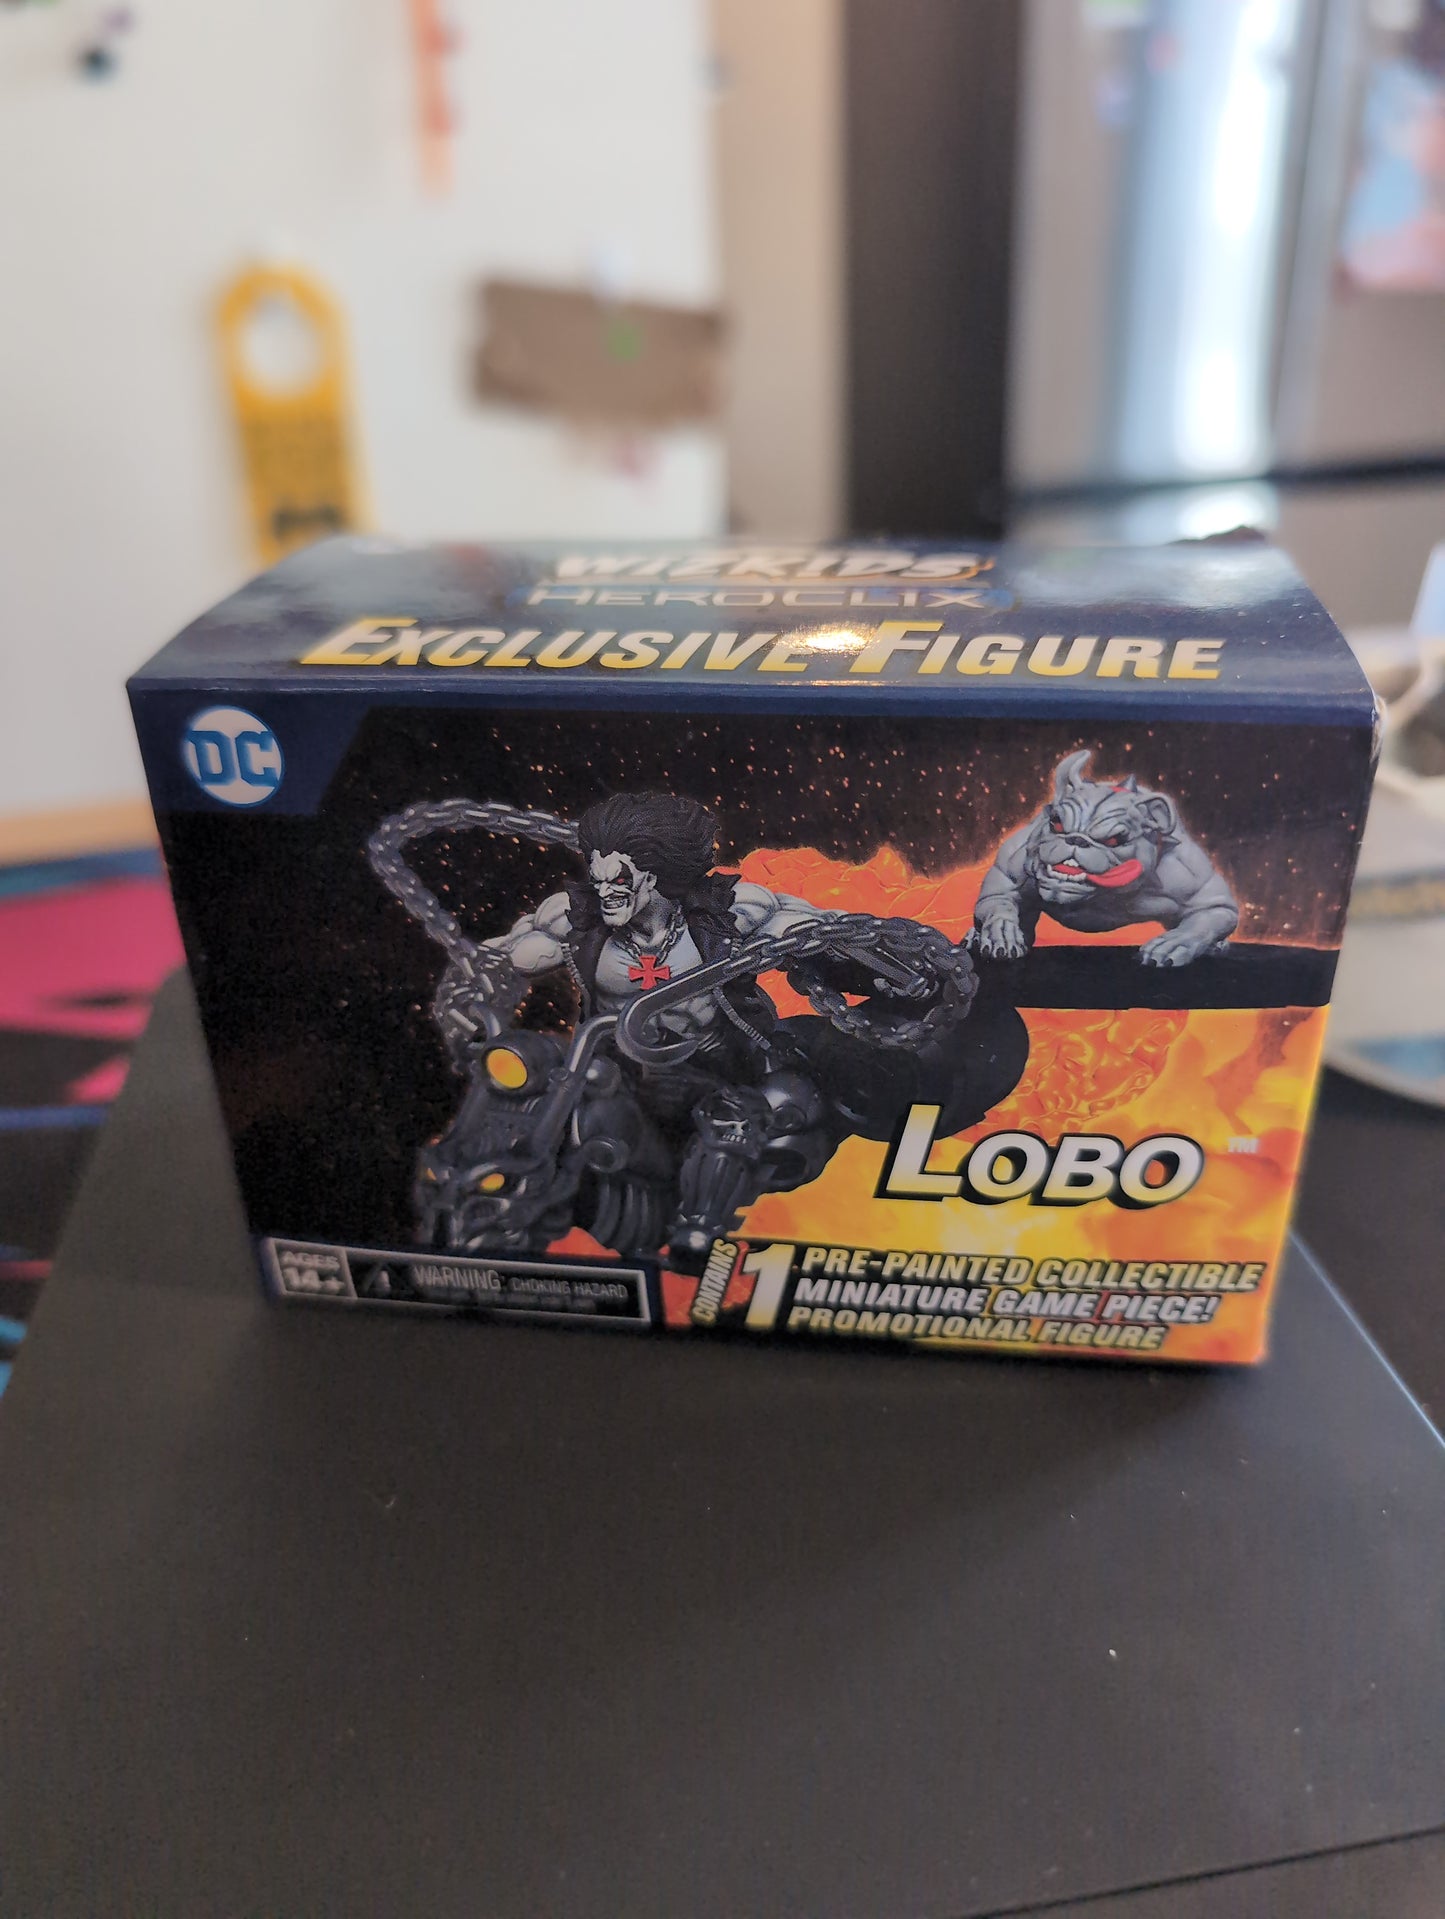 WIZKIDS
HEROCLIX
EXCLUSIVE FIGURE
DC
LOBO™
AGES
14+
WARNING: CHOKING HAZARD
CONTAINS
1
PRE-PAINTED COLLECTIBLE
MINIATURE GAME PIECE!
PROMOTIONAL FIGURE